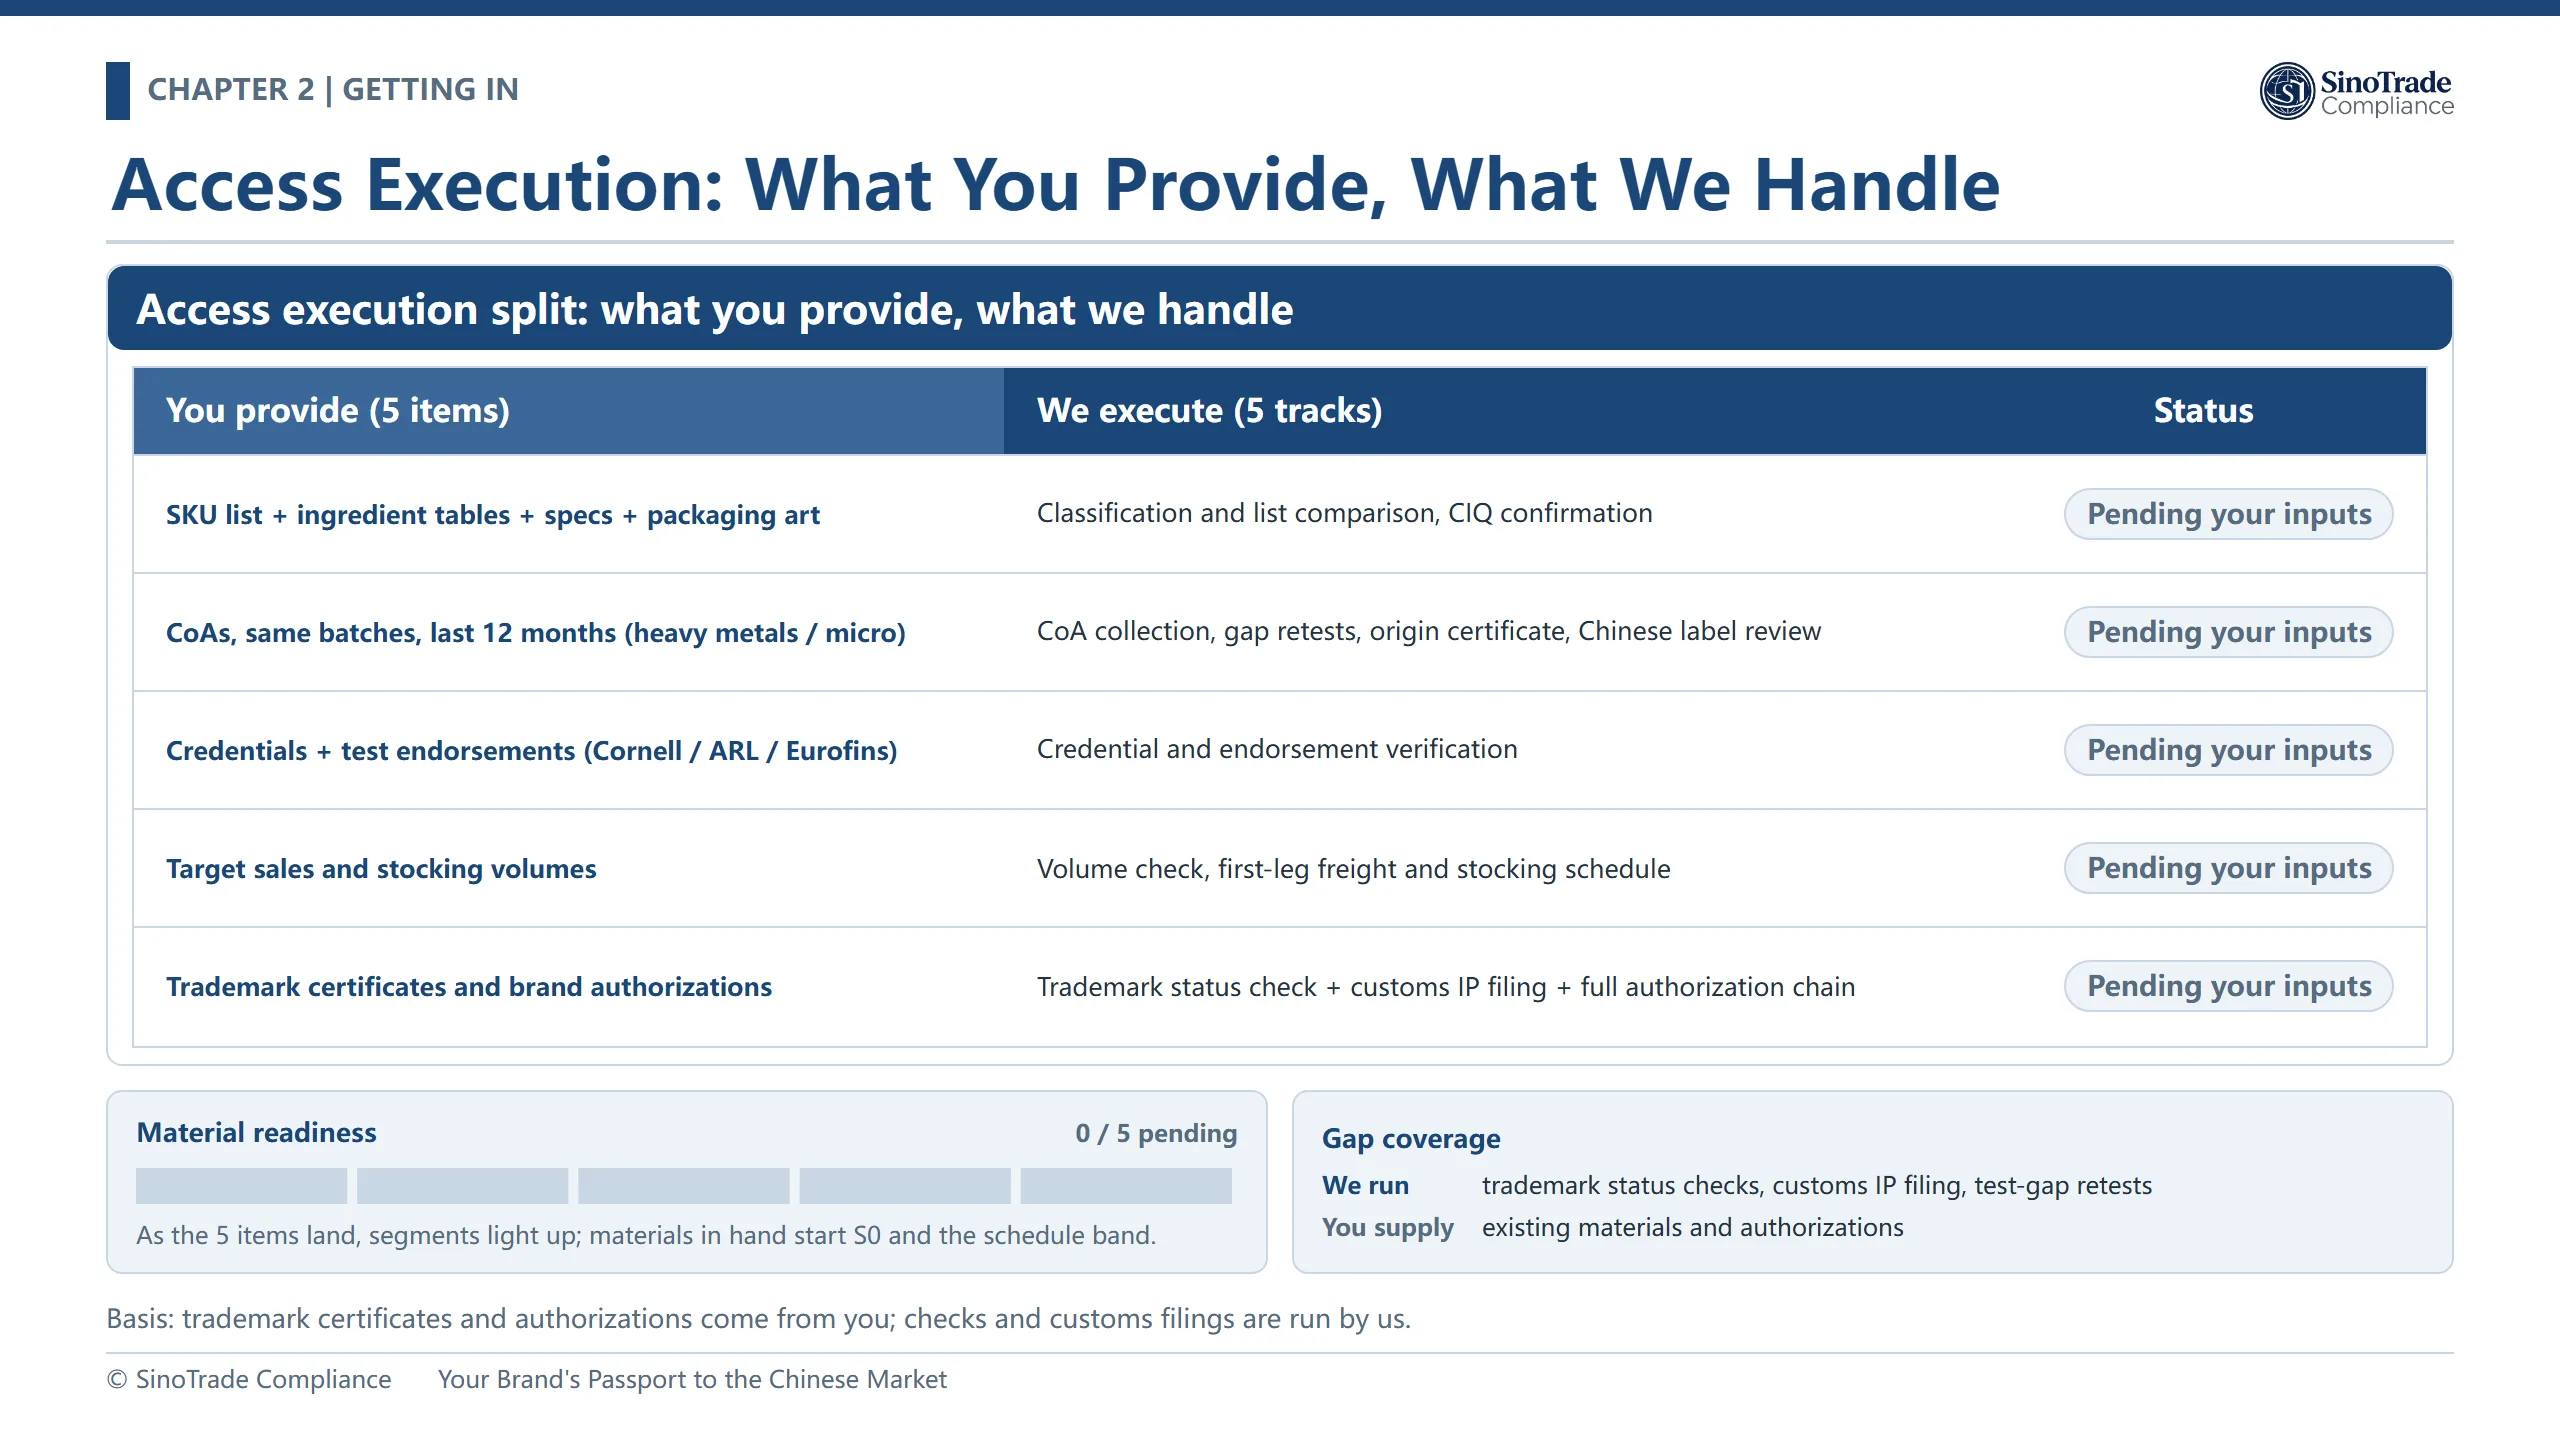 CHAPTER 2 | GETTING IN
SinoTrade
Compliance
Access Execution: What You Provide, What We Handle
Access execution split: what you provide, what we handle
You provide (5 items) We execute (5 tracks) Status
SKU list + ingredient tables + specs + packaging art Classification and list comparison, CIQ confirmation Pending your inputs
CoAs, same batches, last 12 months (heavy metals / micro) CoA collection, gap retests, origin certificate, Chinese label review Pending your inputs
Credentials + test endorsements (Cornell / ARL / Eurofins) Credential and endorsement verification Pending your inputs
Target sales and stocking volumes Volume check, first-leg freight and stocking schedule Pending your inputs
Trademark certificates and brand authorizations Trademark status check + customs IP filing + full authorization chain Pending your inputs
Material readiness 0 / 5 pending
As the 5 items land, segments light up; materials in hand start S0 and the schedule band.
Gap coverage
We run trademark status checks, customs IP filing, test-gap retests
You supply existing materials and authorizations
Basis: trademark certificates and authorizations come from you; checks and customs filings are run by us.
© SinoTrade Compliance Your Brand's Passport to the Chinese Market